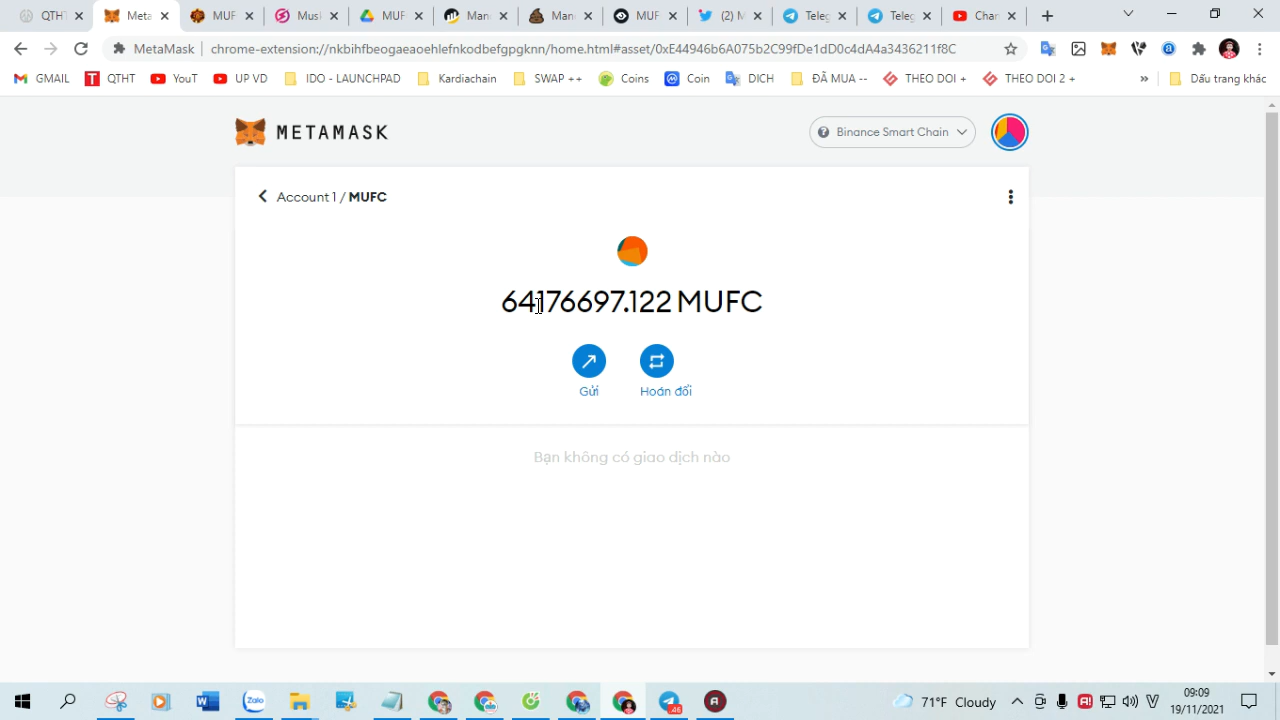 QTH
Meta
MUF
Musl
MUF
Man
Man
MUF
(2) M
Teleg
Teleg
Chan
MetaMask
chrome-extension://nkbihfbeogaeaoehlefnkodbefgpgknn/home.html#asset/0xE44946b6A075b2C99fDe1dD0c4dA4a3436211f8C
GMAIL
QTHT
YouT
UP VD
IDO - LAUNCHPAD
Kardiachain
SWAP ++
Coins
Coin
DICH
ĐÃ MUA --
THEO DOI +
THEO DOI 2 +
»
Dấu trang khác
METAMASK
Binance Smart Chain
Account 1 / MUFC
64176697.122 MUFC
Gửi
Hoán đổi
Bạn không có giao dịch nào
Zalo
71°F Cloudy
09:09
19/11/2021